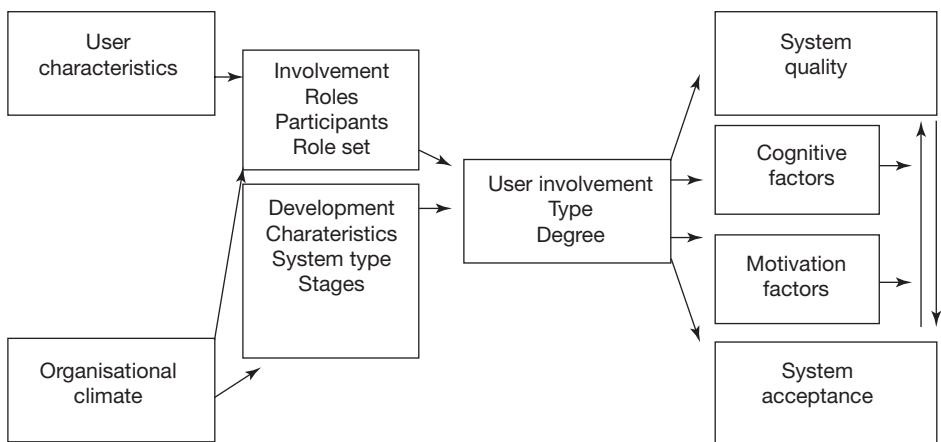 User
characteristics
Involvement
Roles
Participants
Role set
Development
Charateristics
System type
Stages
Organisational
climate
User involvement
Type
Degree
System
quality
Cognitive
factors
Motivation
factors
System
acceptance